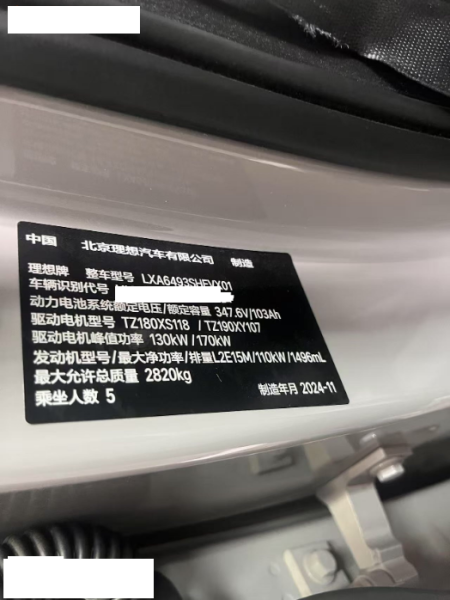 中国 北京理想汽车有限公司 制造
理想牌 整车型号 LXA6493SHEVX01
车辆识别代号
动力电池系统额定电压/额定容量 347.6V/103Ah
驱动电机型号 TZ180XS118 / TZ190XY107
驱动电机峰值功率 130kW /170kW
发动机型号/最大净功率/排量L2E15M/110kW/1496mL
最大允许总质量 2820kg
乘坐人数 5 制造年月 2024-11